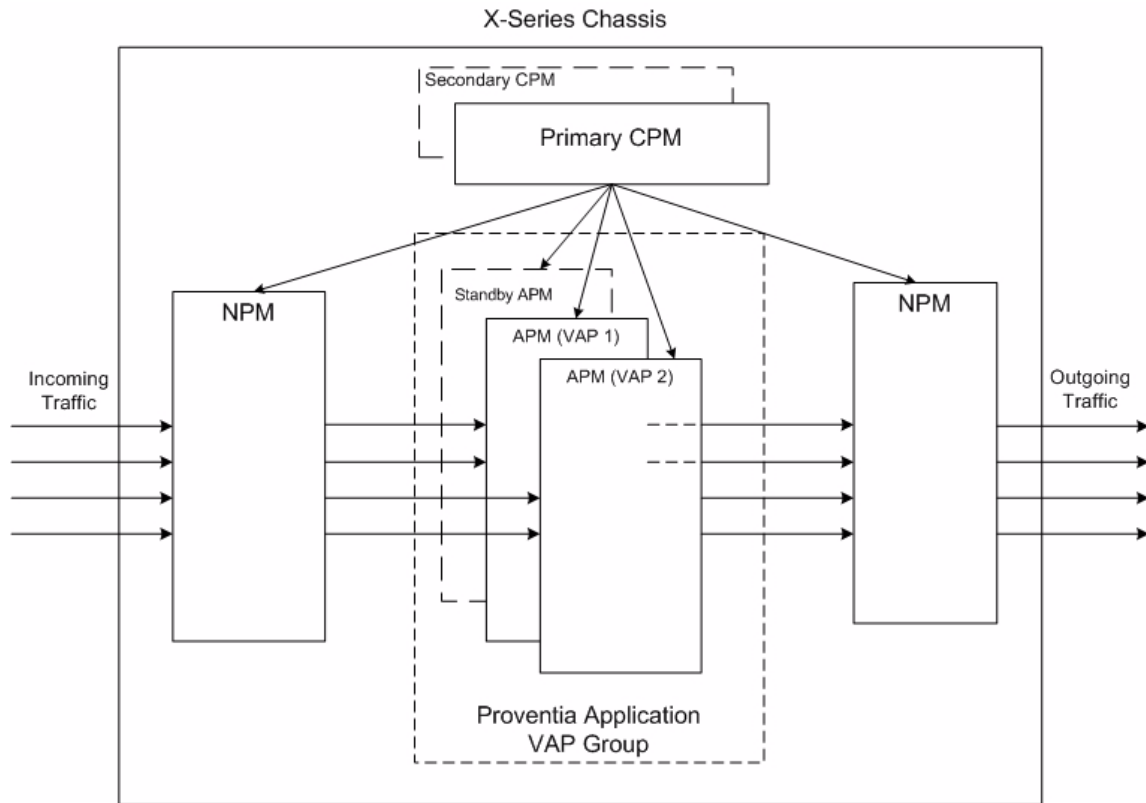 X-Series Chassis
Secondary CPM
Primary CPM
NPM
Standby APM
NPM
APM (VAP 1)
APM (VAP 2)
Incoming
Traffic
Outgoing
Traffic
Proventia Application
VAP Group